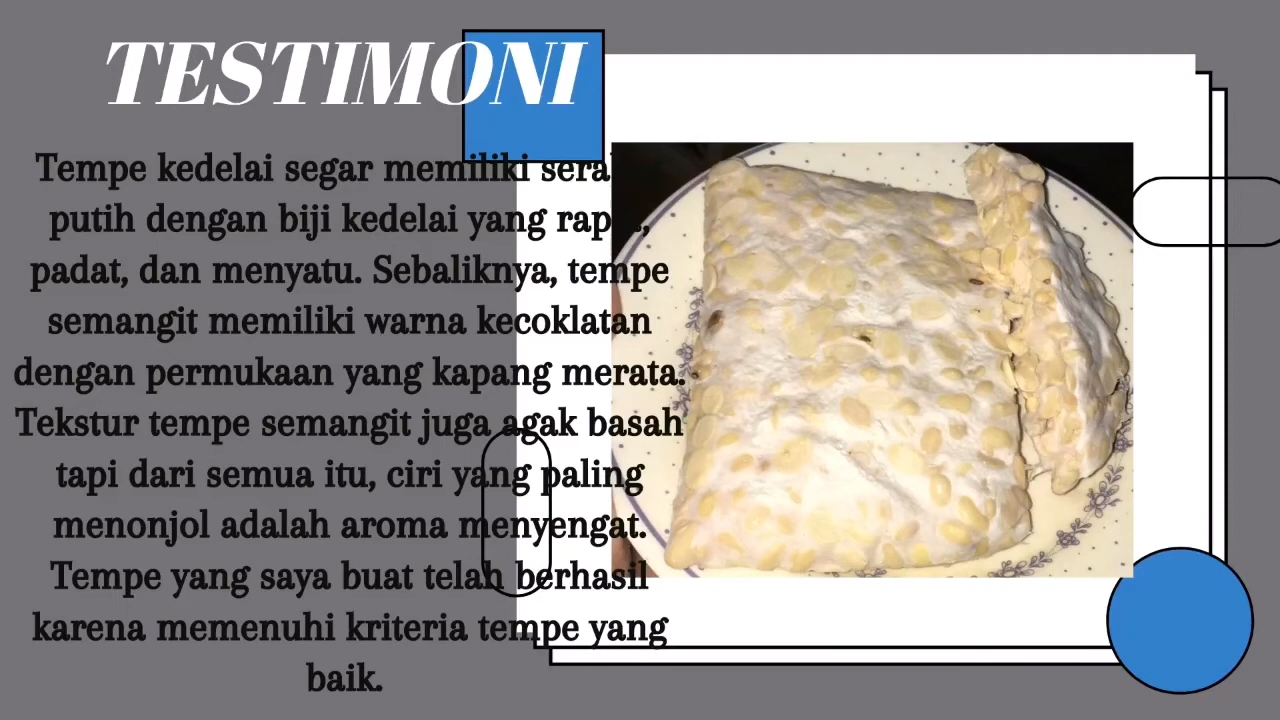 TESTIMONI
Tempe kedelai segar memiliki
putih dengan biji kedelai yang
padat, dan menyatu. Sebaliknya, tempe
semangit memiliki warna kecoklatan
dengan permukaan yang kapang merata.
Tekstur tempe semangit juga agak basah
tapi dari semua itu, ciri yang paling
menonjol adalah aroma menyengat.
Tempe yang saya buat telah berhasil
karena memenuhi kriteria tempe yang
baik.